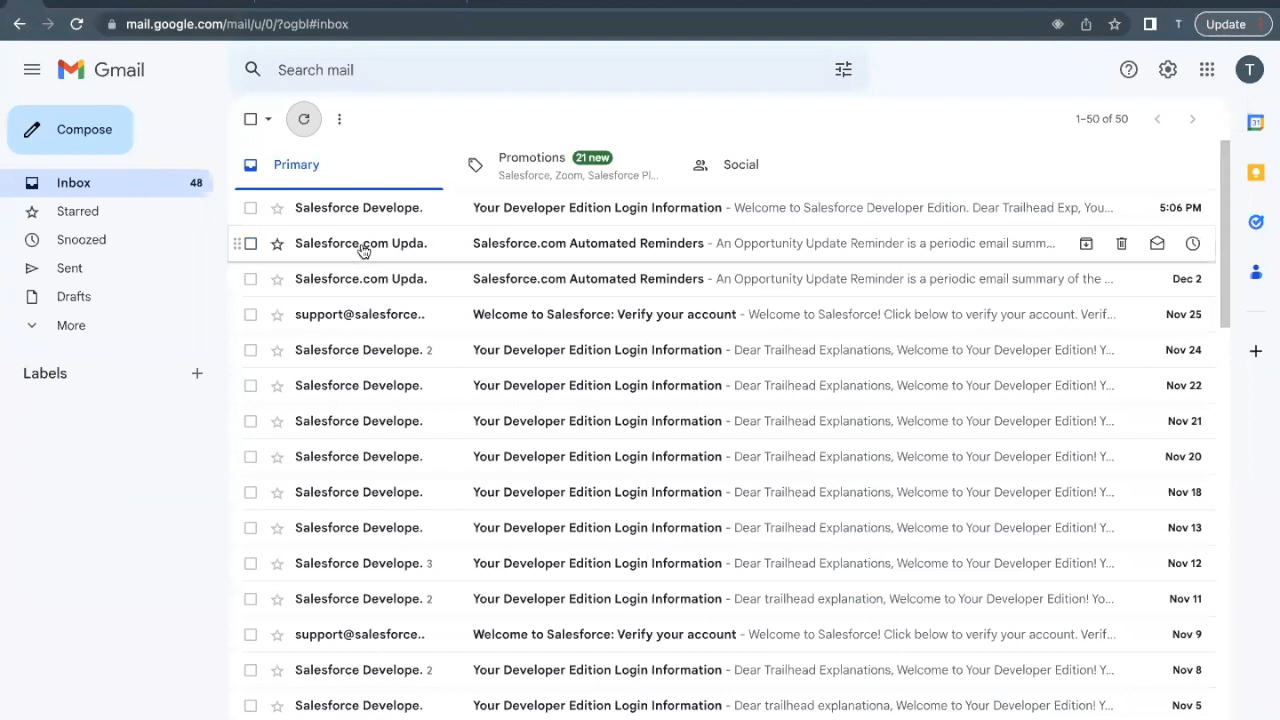 mail.google.com/mail/u/0/?ogbl#inbox
T
Update
Gmail
Search mail
T
Compose
1–50 of 50
31
Primary
Promotions 21 new
Salesforce, Zoom, Salesforce Pl...
Social
Inbox 48
Starred
Snoozed
Sent
Drafts
More
Labels
Salesforce Develope. Your Developer Edition Login Information - Welcome to Salesforce Developer Edition. Dear Trailhead Exp, You... 5:06 PM
Salesforce.com Upda. Salesforce.com Automated Reminders - An Opportunity Update Reminder is a periodic email summ...
Salesforce.com Upda. Salesforce.com Automated Reminders - An Opportunity Update Reminder is a periodic email summary of the ... Dec 2
support@salesforce.. Welcome to Salesforce: Verify your account - Welcome to Salesforce! Click below to verify your account. Verif... Nov 25
Salesforce Develope. 2 Your Developer Edition Login Information - Dear Trailhead Explanations, Welcome to Your Developer Edition! Y... Nov 24
Salesforce Develope. Your Developer Edition Login Information - Dear Trailhead Explanations, Welcome to Your Developer Edition! Y... Nov 22
Salesforce Develope. Your Developer Edition Login Information - Dear Trailhead Explanations, Welcome to Your Developer Edition! Y... Nov 21
Salesforce Develope. Your Developer Edition Login Information - Dear Trailhead Explanations, Welcome to Your Developer Edition! Y... Nov 20
Salesforce Develope. Your Developer Edition Login Information - Dear Trailhead Explanations, Welcome to Your Developer Edition! Y... Nov 18
Salesforce Develope. Your Developer Edition Login Information - Dear Trailhead Explanations, Welcome to Your Developer Edition! Y... Nov 13
Salesforce Develope. 3 Your Developer Edition Login Information - Dear Trailhead Explanations, Welcome to Your Developer Edition! Y... Nov 12
Salesforce Develope. 2 Your Developer Edition Login Information - Dear trailhead explanation, Welcome to Your Developer Edition! Yo... Nov 11
support@salesforce.. Welcome to Salesforce: Verify your account - Welcome to Salesforce! Click below to verify your account. Verif... Nov 9
Salesforce Develope. 2 Your Developer Edition Login Information - Dear Trailhead Explanations, Welcome to Your Developer Edition! Y... Nov 8
Salesforce Develope. Your Developer Edition Login Information - Dear trailhead explanationa, Welcome to Your Developer Edition! Y... Nov 5